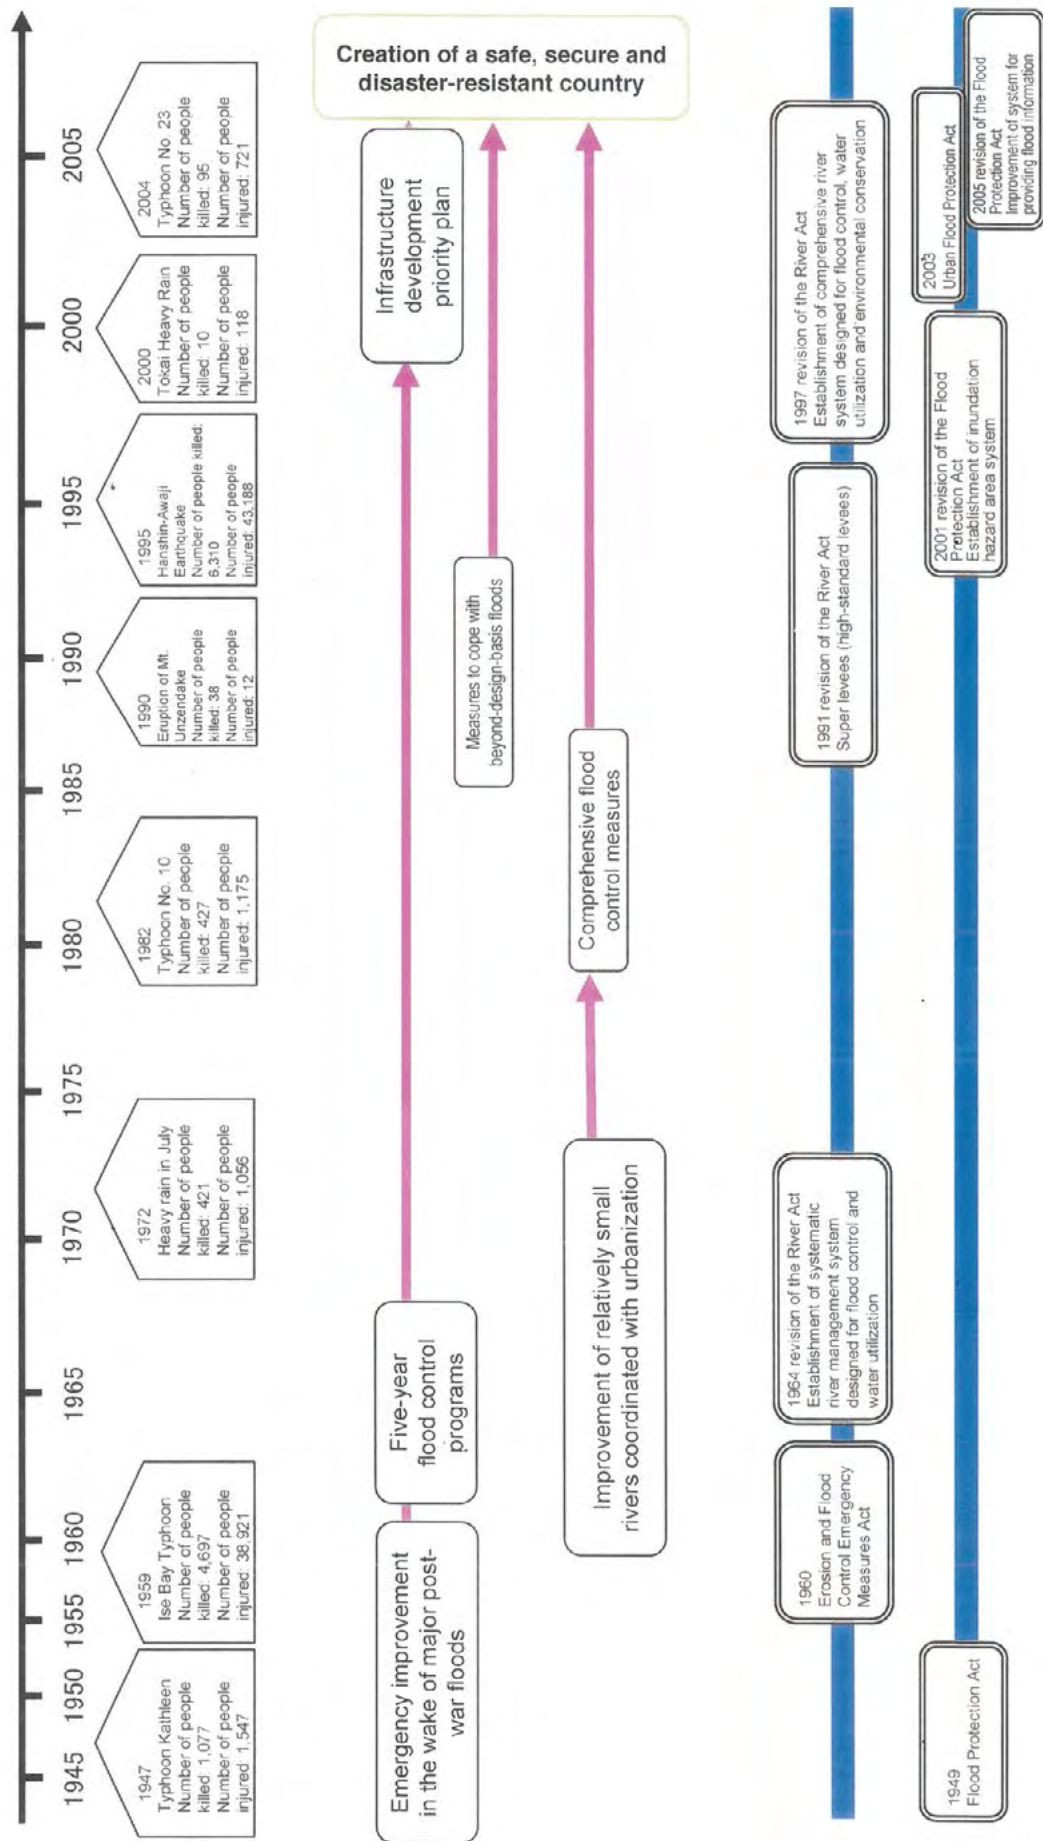 1945
1950
1955
1960
1965
1970
1975
1980
1985
1990
1995
2000
2005
1947
Typhoon Kathleen
Number of people
killed: 1,077
Number of people
injured: 1,547
1959
Ise Bay Typhoon
Number of people
killed: 4,697
Number of people
injured: 38,921
1972
Heavy rain in July
Number of people
killed: 421
Number of people
injured: 1,056
1982
Typhoon No. 10
Number of people
killed: 427
Number of people
injured: 1,175
1990
Eruption of Mt.
Unzendake
Number of people
killed: 38
Number of people
injured: 12
1995
Hanshin-Awaji
Earthquake
Number of people killed:
6,310
Number of people
injured: 43,188
2000
Tokai Heavy Rain
Number of people
killed: 10
Number of people
injured: 118
2004
Typhoon No. 23
Number of people
killed: 95
Number of people
injured: 721
Emergency improvement
in the wake of major post-
war floods
Five-year
flood control
programs
Infrastructure
development
priority plan
Creation of a safe, secure and
disaster-resistant country
Measures to cope with
beyond-design-basis floods
Improvement of relatively small
rivers coordinated with urbanization
Comprehensive flood
control measures
1960
Erosion and Flood
Control Emergency
Measures Act
1964 revision of the River Act
Establishment of systematic
river management system
designed for flood control and
water utilization
1991 revision of the River Act
Super levees (high-standard levees)
1997 revision of the River Act
Establishment of comprehensive river
system designed for flood control, water
utilization and environmental conservation
1949
Flood Protection Act
2001 revision of the Flood
Protection Act
Establishment of inundation
hazard area system
2003
Urban Flood Protection Act
2005 revision of the Flood
Protection Act
Improvement of system for
providing flood information